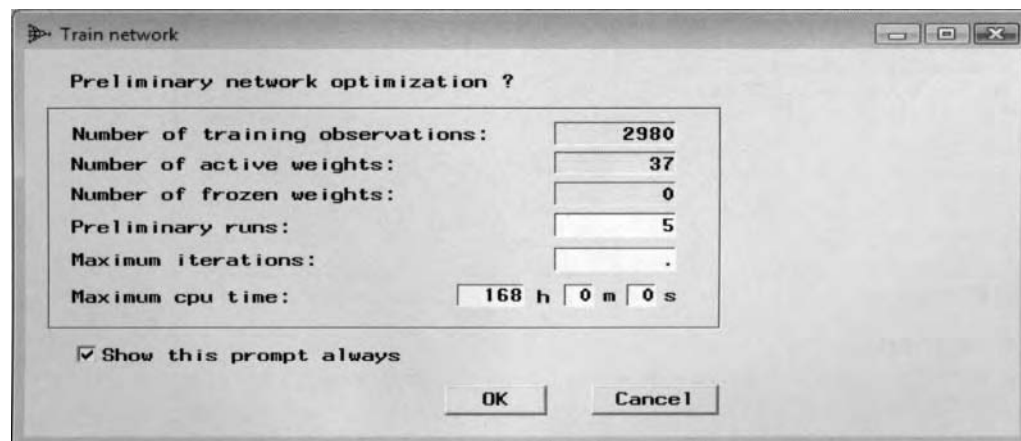 Train network
Preliminary network optimization ?
Number of training observations: 2980
Number of active weights: 37
Number of frozen weights: 0
Preliminary runs: 5
Maximum iterations: .
Maximum cpu time: 168 h 0 m 0 s
Show this prompt always
OK Cancel